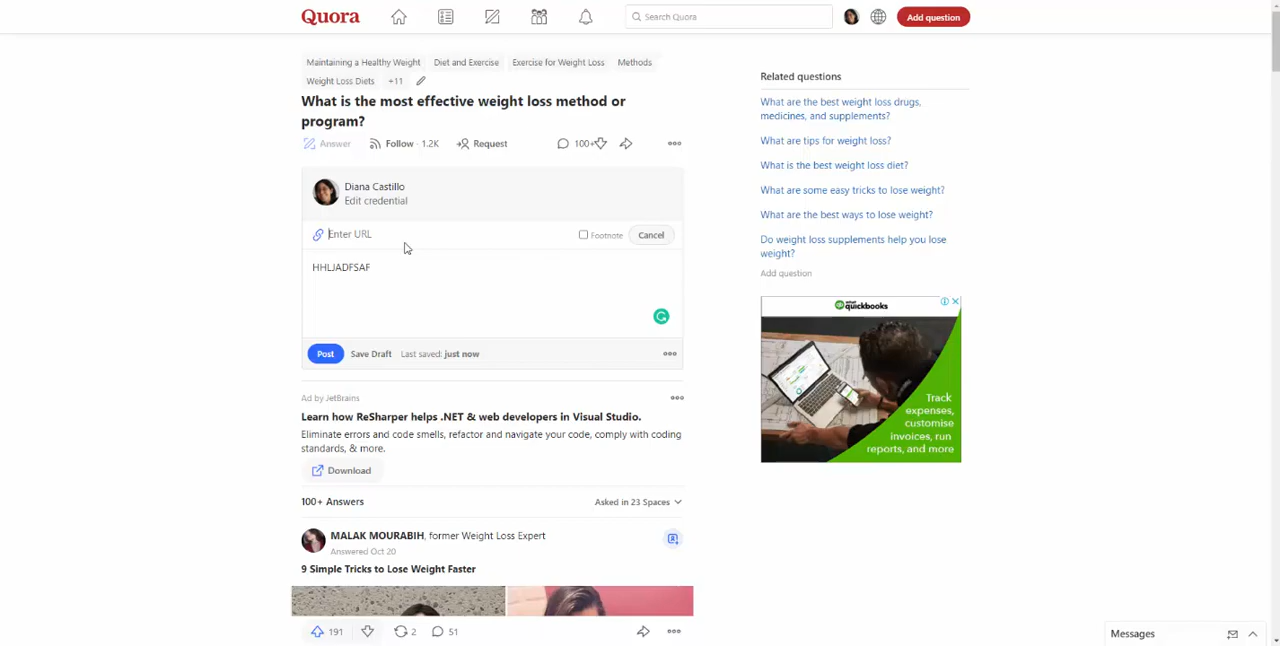 Quora
Search Quora
Add question
Maintaining a Healthy Weight Diet and Exercise Exercise for Weight Loss Methods
Weight Loss Diets +11
What is the most effective weight loss method or
program?
Answer Follow · 1.2K Request 100+
Diana Castillo
Edit credential
Enter URL Footnote Cancel
HHLJADFSAF
Post Save Draft Last saved: just now
Ad by JetBrains
Learn how ReSharper helps .NET & web developers in Visual Studio.
Eliminate errors and code smells, refactor and navigate your code, comply with coding
standards, & more.
Download
100+ Answers Asked in 23 Spaces
MALAK MOURABIH, former Weight Loss Expert
Answered Oct 20
9 Simple Tricks to Lose Weight Faster
191 2 51
Related questions
What are the best weight loss drugs,
medicines, and supplements?
What are tips for weight loss?
What is the best weight loss diet?
What are some easy tricks to lose weight?
What are the best ways to lose weight?
Do weight loss supplements help you lose
weight?
Add question
quickbooks
Track
expenses,
customise
invoices, run
reports, and more
Messages